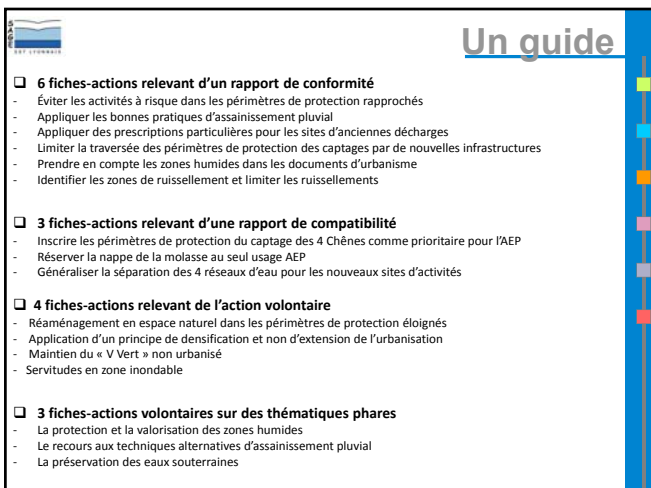 SAGE
EST LYONNAIS
Un guide
❑ 6 fiches-actions relevant d'un rapport de conformité
- Éviter les activités à risque dans les périmètres de protection rapprochés
- Appliquer les bonnes pratiques d'assainissement pluvial
- Appliquer des prescriptions particulières pour les sites d'anciennes décharges
- Limiter la traversée des périmètres de protection des captages par de nouvelles infrastructures
- Prendre en compte les zones humides dans les documents d'urbanisme
- Identifier les zones de ruissellement et limiter les ruissellements
❑ 3 fiches-actions relevant d'une rapport de compatibilité
- Inscrire les périmètres de protection du captage des 4 Chênes comme prioritaire pour l'AEP
- Réserver la nappe de la molasse au seul usage AEP
- Généraliser la séparation des 4 réseaux d'eau pour les nouveaux sites d'activités
❑ 4 fiches-actions relevant de l'action volontaire
- Réaménagement en espace naturel dans les périmètres de protection éloignés
- Application d'un principe de densification et non d'extension de l'urbanisation
- Maintien du « V Vert » non urbanisé
- Servitudes en zone inondable
❑ 3 fiches-actions volontaires sur des thématiques phares
- La protection et la valorisation des zones humides
- Le recours aux techniques alternatives d'assainissement pluvial
- La préservation des eaux souterraines